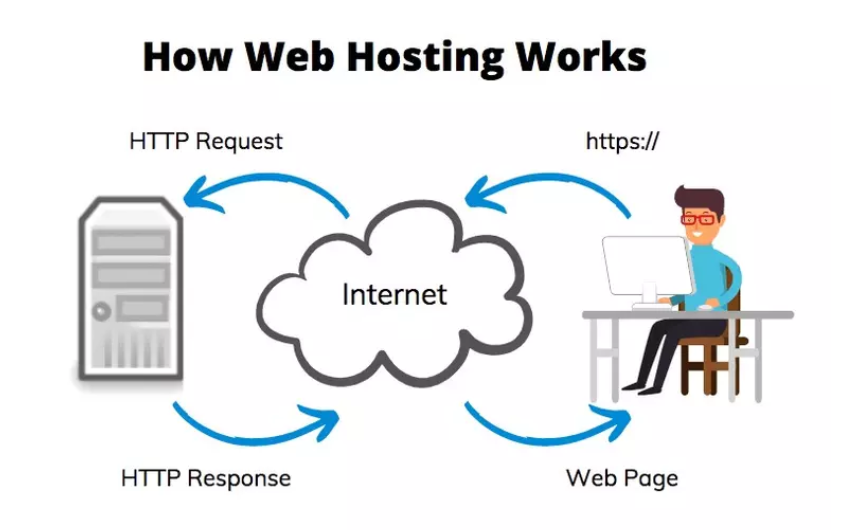 How Web Hosting Works
HTTP Request
https://
Internet
HTTP Response
Web Page